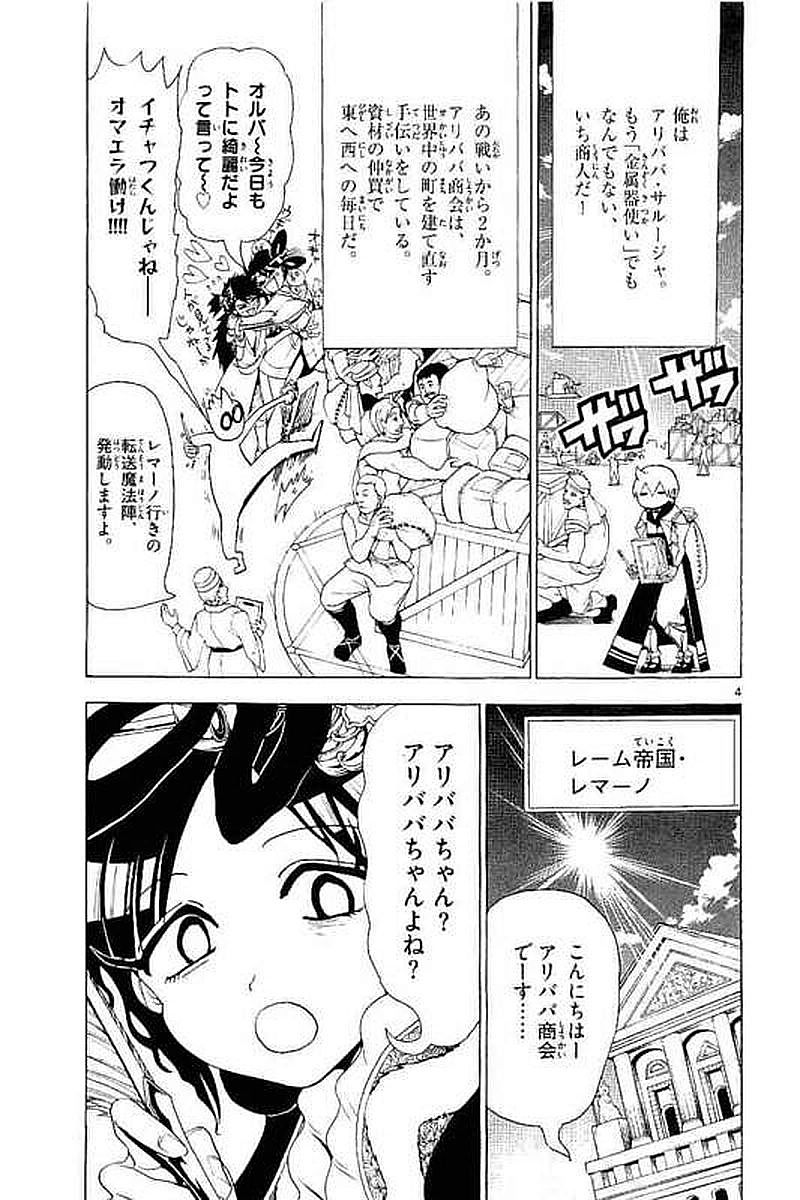 俺は
アリババ・サルージャ。
もう「金属器使い」でも
なんでもない、
いち商人だ！
ザワ
ザワ
あの戦いから２か月。
アリババ商会は、
世界中の町を建て直す
手伝いをしている。
資材の仲買で
東へ西への毎日だ。
オルバ〜今日も
トトに綺麗だよ
って言って〜♡
イチャつくんじゃねー
オマエラ働け!!!!
レマーノ行きの
転送魔法陣、
発動しますよ。
4
レーム帝国・
レマーノ
こんにちはー
アリババ商会
でーす……
アリババちゃん？
アリババちゃんよね？